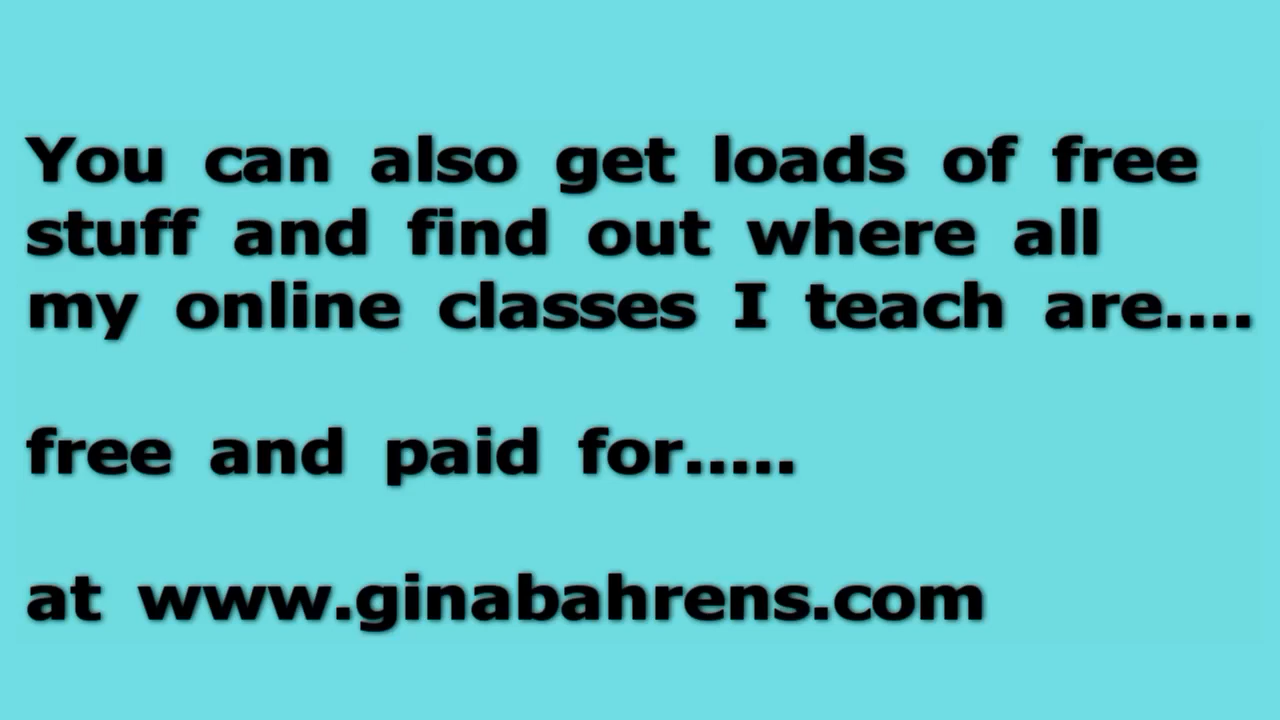 You can also get loads of free
stuff and find out where all
my online classes I teach are....
free and paid for.....
at www.ginabahrens.com